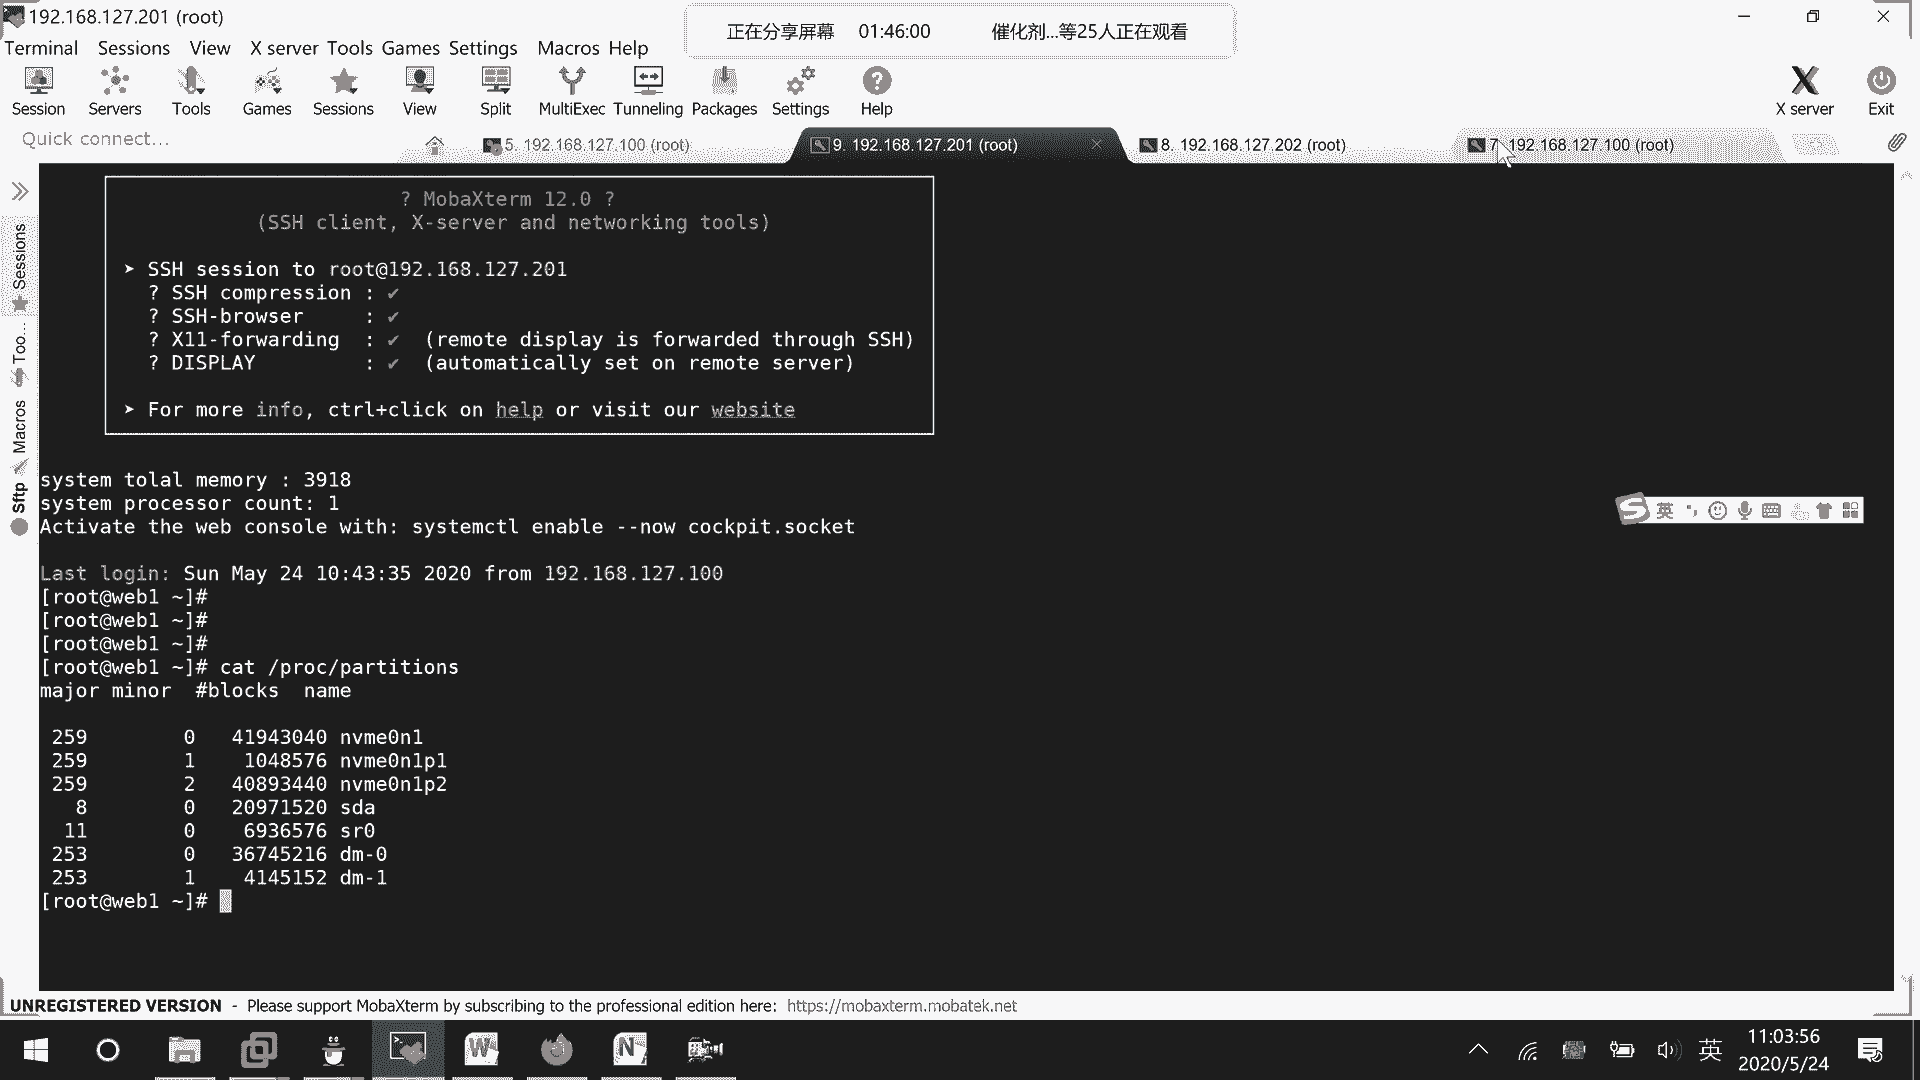 192.168.127.201 (root)
正在分享屏幕 01:46:00 催化剂...等25人正在观看
Terminal Sessions View X server Tools Games Settings Macros Help
Session Servers Tools Games Sessions View Split MultiExec Tunneling Packages Settings Help X server Exit
Quick connect...
5. 192.168.127.100 (root)
9. 192.168.127.201 (root)
8. 192.168.127.202 (root)
7. 192.168.127.100 (root)
Sessions
Too...
Macros
Sftp
? MobaXterm 12.0 ?
(SSH client, X-server and networking tools)
➤ SSH session to root@192.168.127.201
? SSH compression : ✔
? SSH-browser : ✔
? X11-forwarding : ✔ (remote display is forwarded through SSH)
? DISPLAY : ✔ (automatically set on remote server)
➤ For more info, ctrl+click on help or visit our website
system tolal memory : 3918
system processor count: 1
Activate the web console with: systemctl enable --now cockpit.socket
Last login: Sun May 24 10:43:35 2020 from 192.168.127.100
[root@web1 ~]#
[root@web1 ~]#
[root@web1 ~]#
[root@web1 ~]# cat /proc/partitions
major minor #blocks name
259 0 41943040 nvme0n1
259 1 1048576 nvme0n1p1
259 2 40893440 nvme0n1p2
8 0 20971520 sda
11 0 6936576 sr0
253 0 36745216 dm-0
253 1 4145152 dm-1
[root@web1 ~]#
英
UNREGISTERED VERSION - Please support MobaXterm by subscribing to the professional edition here: https://mobaxterm.mobatek.net
英
11:03:56
2020/5/24